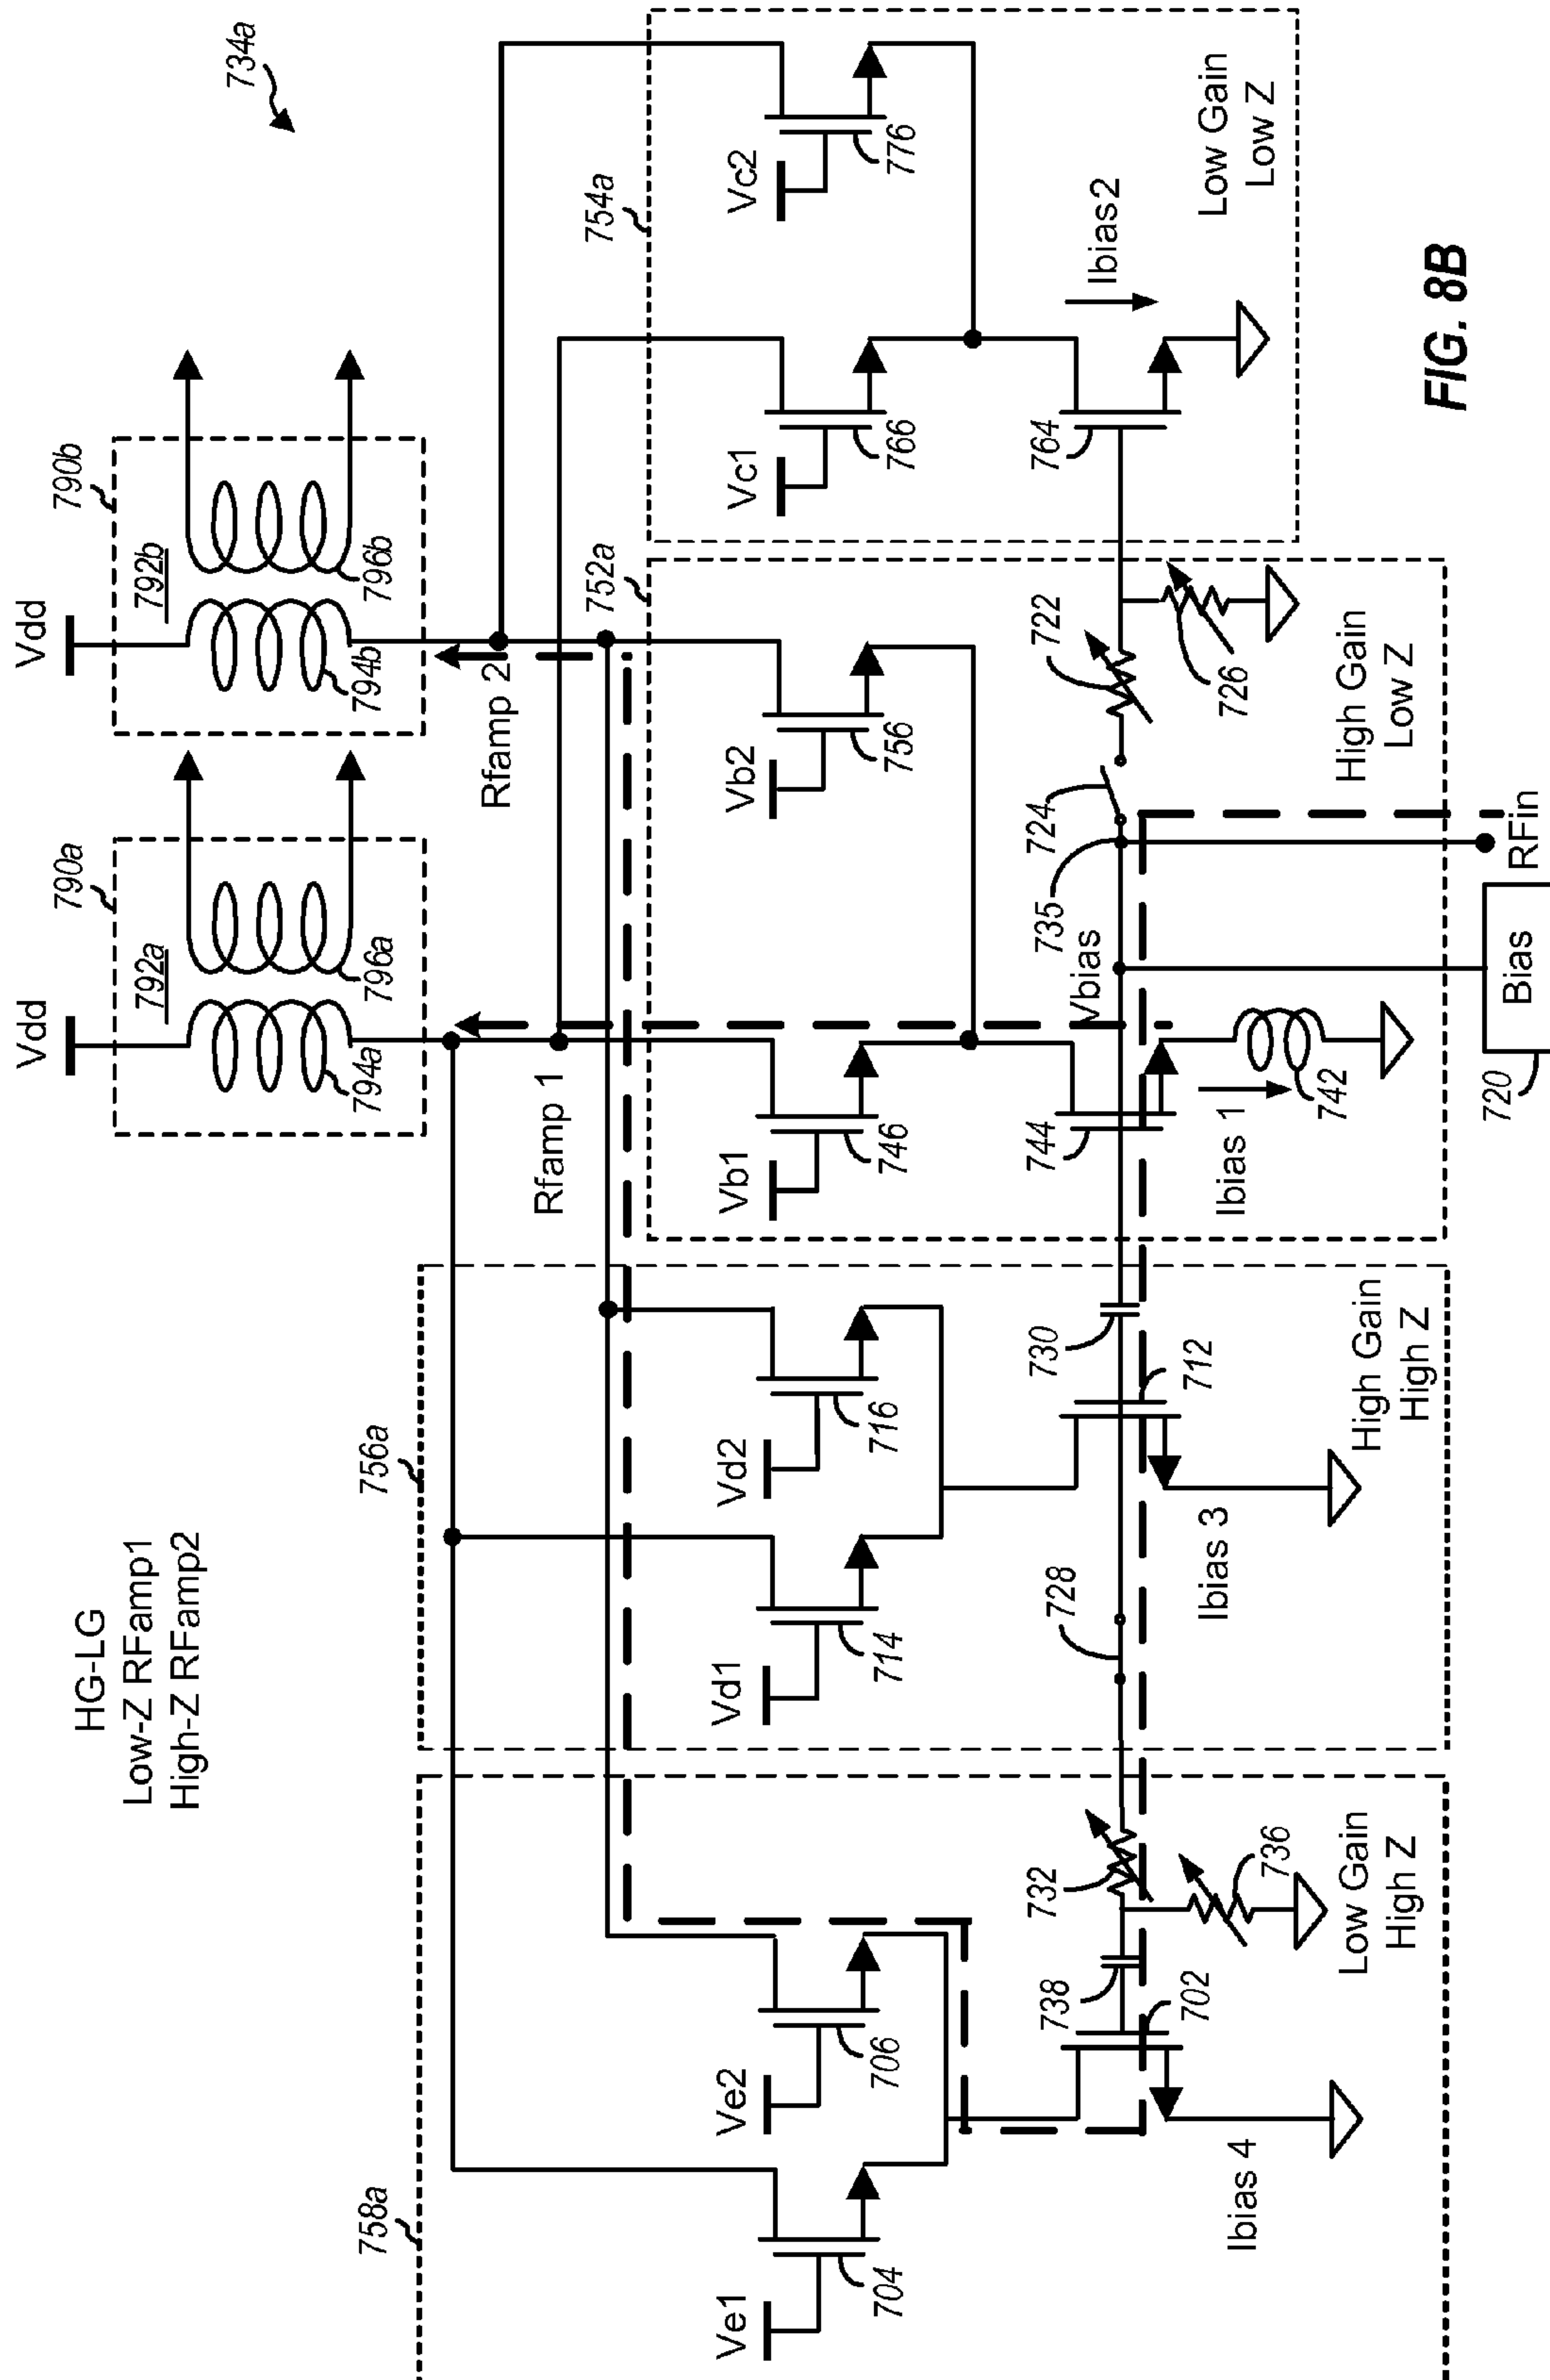 HG-LG
Low-Z RFamp1
High-Z RFamp2
734a
Vdd
Vdd
790a
790b
792a
792b
794a
796a
794b
796b
Rfamp 1
Rfamp 2
758a
756a
752a
754a
Ve1
704
Ve2
706
Vd1
714
Vd2
716
Vb1
746
Vb2
756
Vc1
766
Vc2
776
738
702
732
736
Ibias 4
Low Gain
High Z
728
730
712
Ibias 3
High Gain
High Z
744
Vbias
735
724
722
726
Ibias 1
742
High Gain
Low Z
764
Ibias2
Low Gain
Low Z
720
Bias
RFin
FIG. 8B